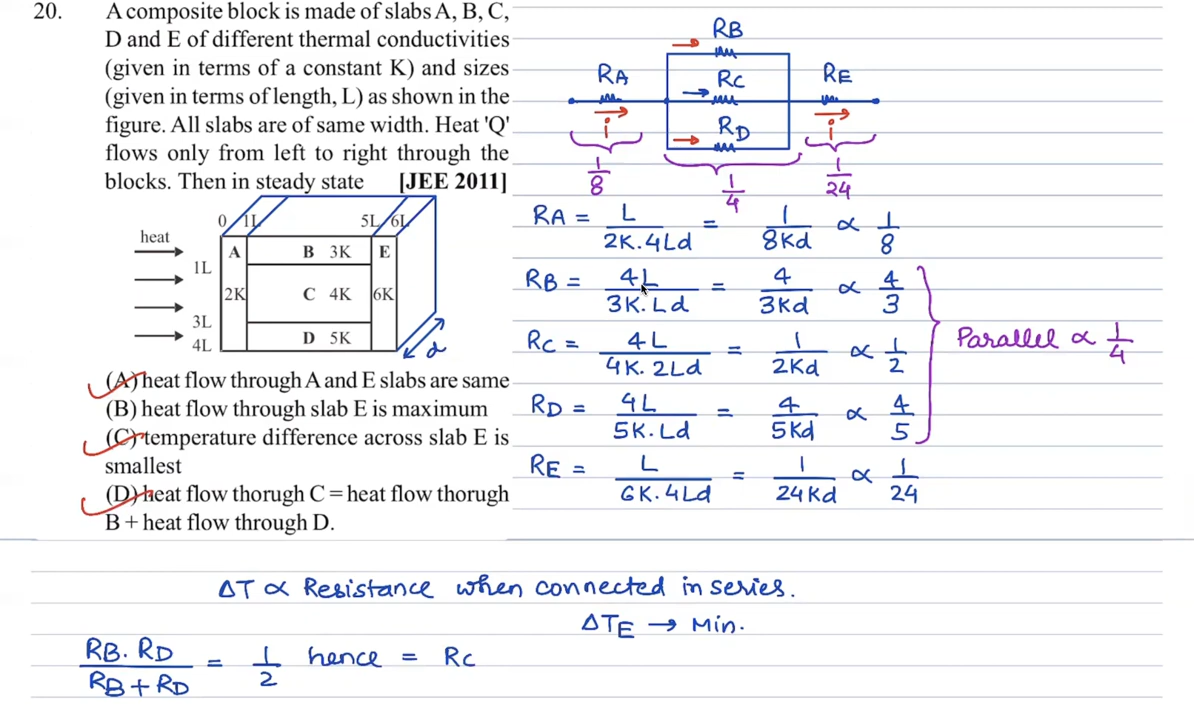 20. A composite block is made of slabs A, B, C,
D and E of different thermal conductivities
(given in terms of a constant K) and sizes
(given in terms of length, L) as shown in the
figure. All slabs are of same width. Heat 'Q'
flows only from left to right through the
blocks. Then in steady state [JEE 2011]
0 1L 5L 6L
heat
A B 3K E
1L
2K C 4K 6K
3L
D 5K
4L
d
(A) heat flow through A and E slabs are same
(B) heat flow through slab E is maximum
(C) temperature difference across slab E is
smallest
(D) heat flow thorugh C = heat flow thorugh
B + heat flow through D.
RB
RA RC RE
RD
i i
1/8 1/4 1/24
RA = L/2K.4Ld = 1/8Kd ∝ 1/8
RB = 4L/3K.Ld = 4/3Kd ∝ 4/3
RC = 4L/4K.2Ld = 1/2Kd ∝ 1/2
Parallel ∝ 1/4
RD = 4L/5K.Ld = 4/5Kd ∝ 4/5
RE = L/6K.4Ld = 1/24Kd ∝ 1/24
ΔT ∝ Resistance when connected in series.
ΔTE → Min.
RB.RD/RB+RD = 1/2 hence = RC